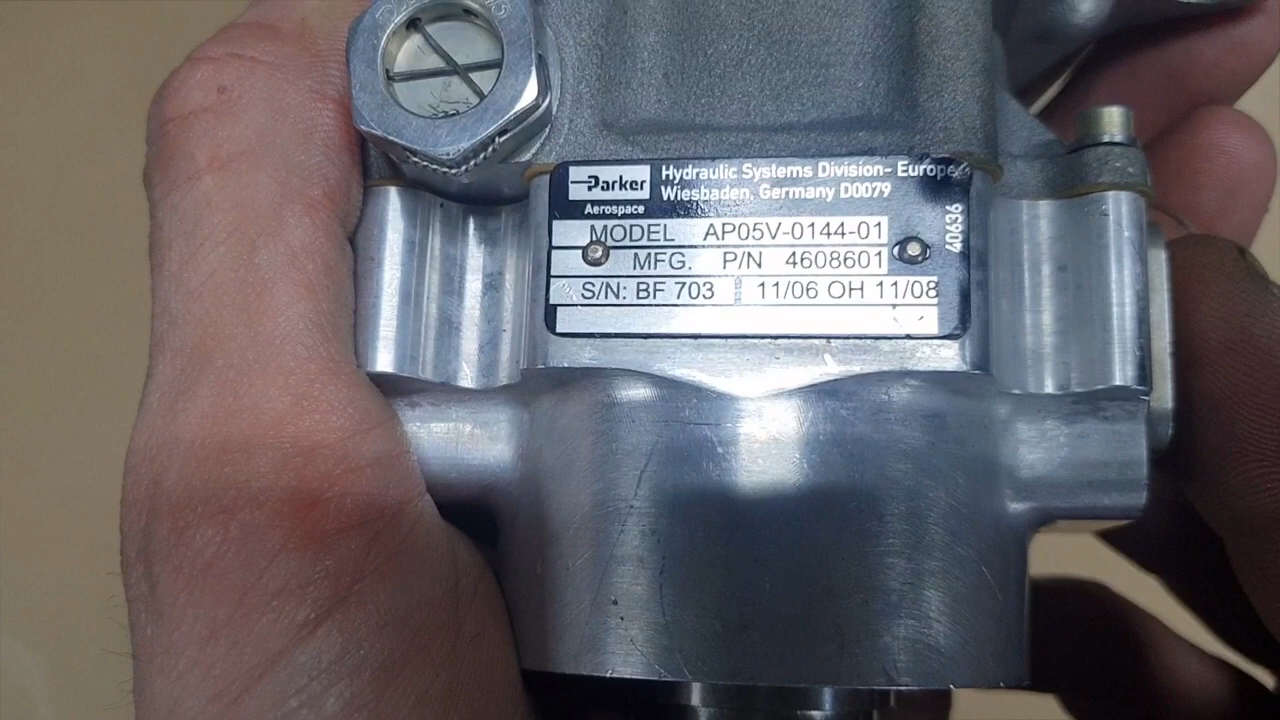 Parker
Aerospace
Hydraulic Systems Division- Europe
Wiesbaden, Germany D0079
MODEL AP05V-0144-01
MFG. P/N 4608601
S/N: BF 703 11/06 OH 11/08
40636